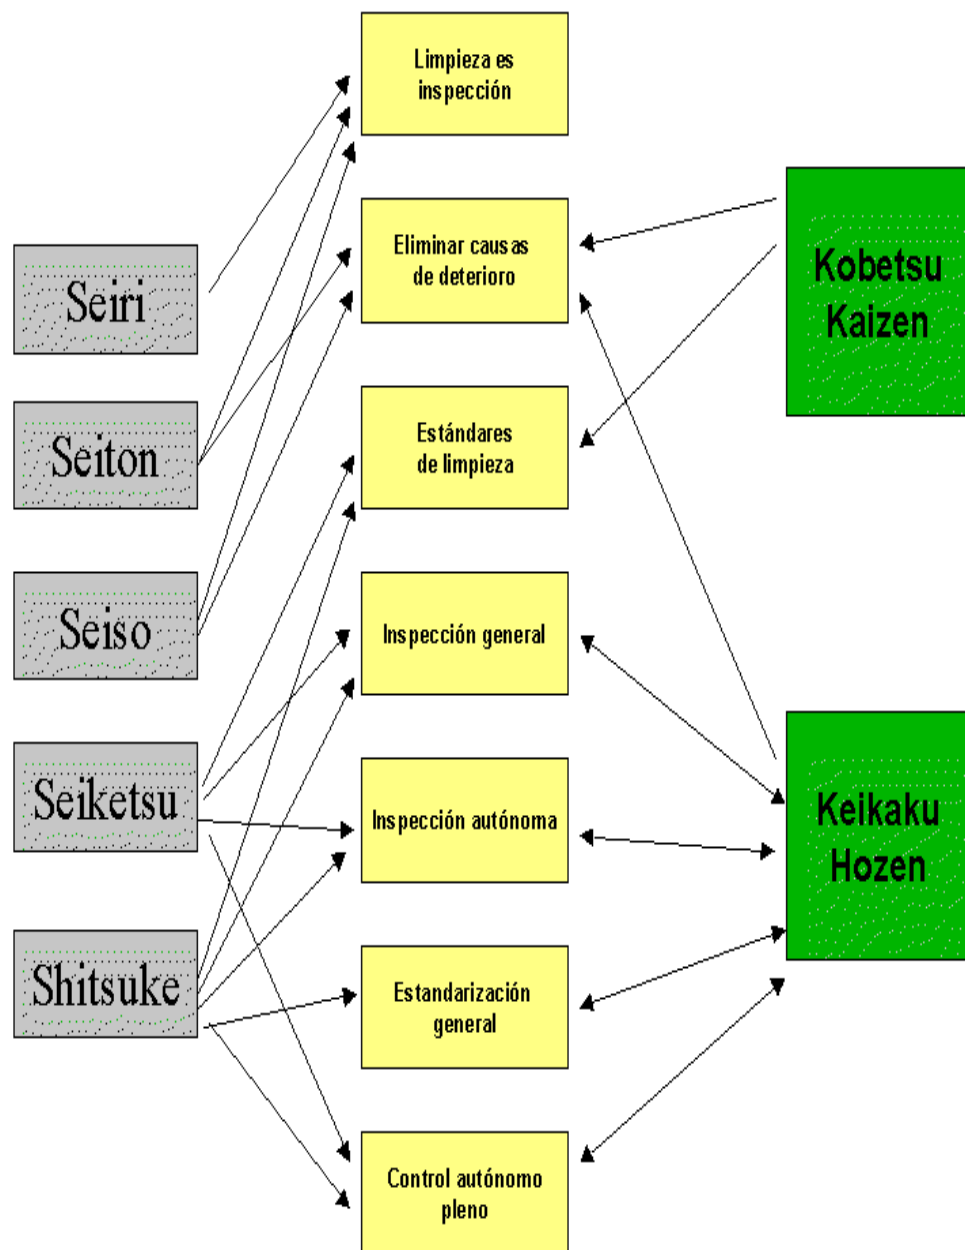 Seiri
Seiton
Seiso
Seiketsu
Shitsuke
Limpieza es
inspección
Eliminar causas
de deterioro
Estándares
de limpieza
Inspección general
Inspección autónoma
Estandarización
general
Control autónomo
pleno
Kobetsu
Kaizen
Keikaku
Hozen